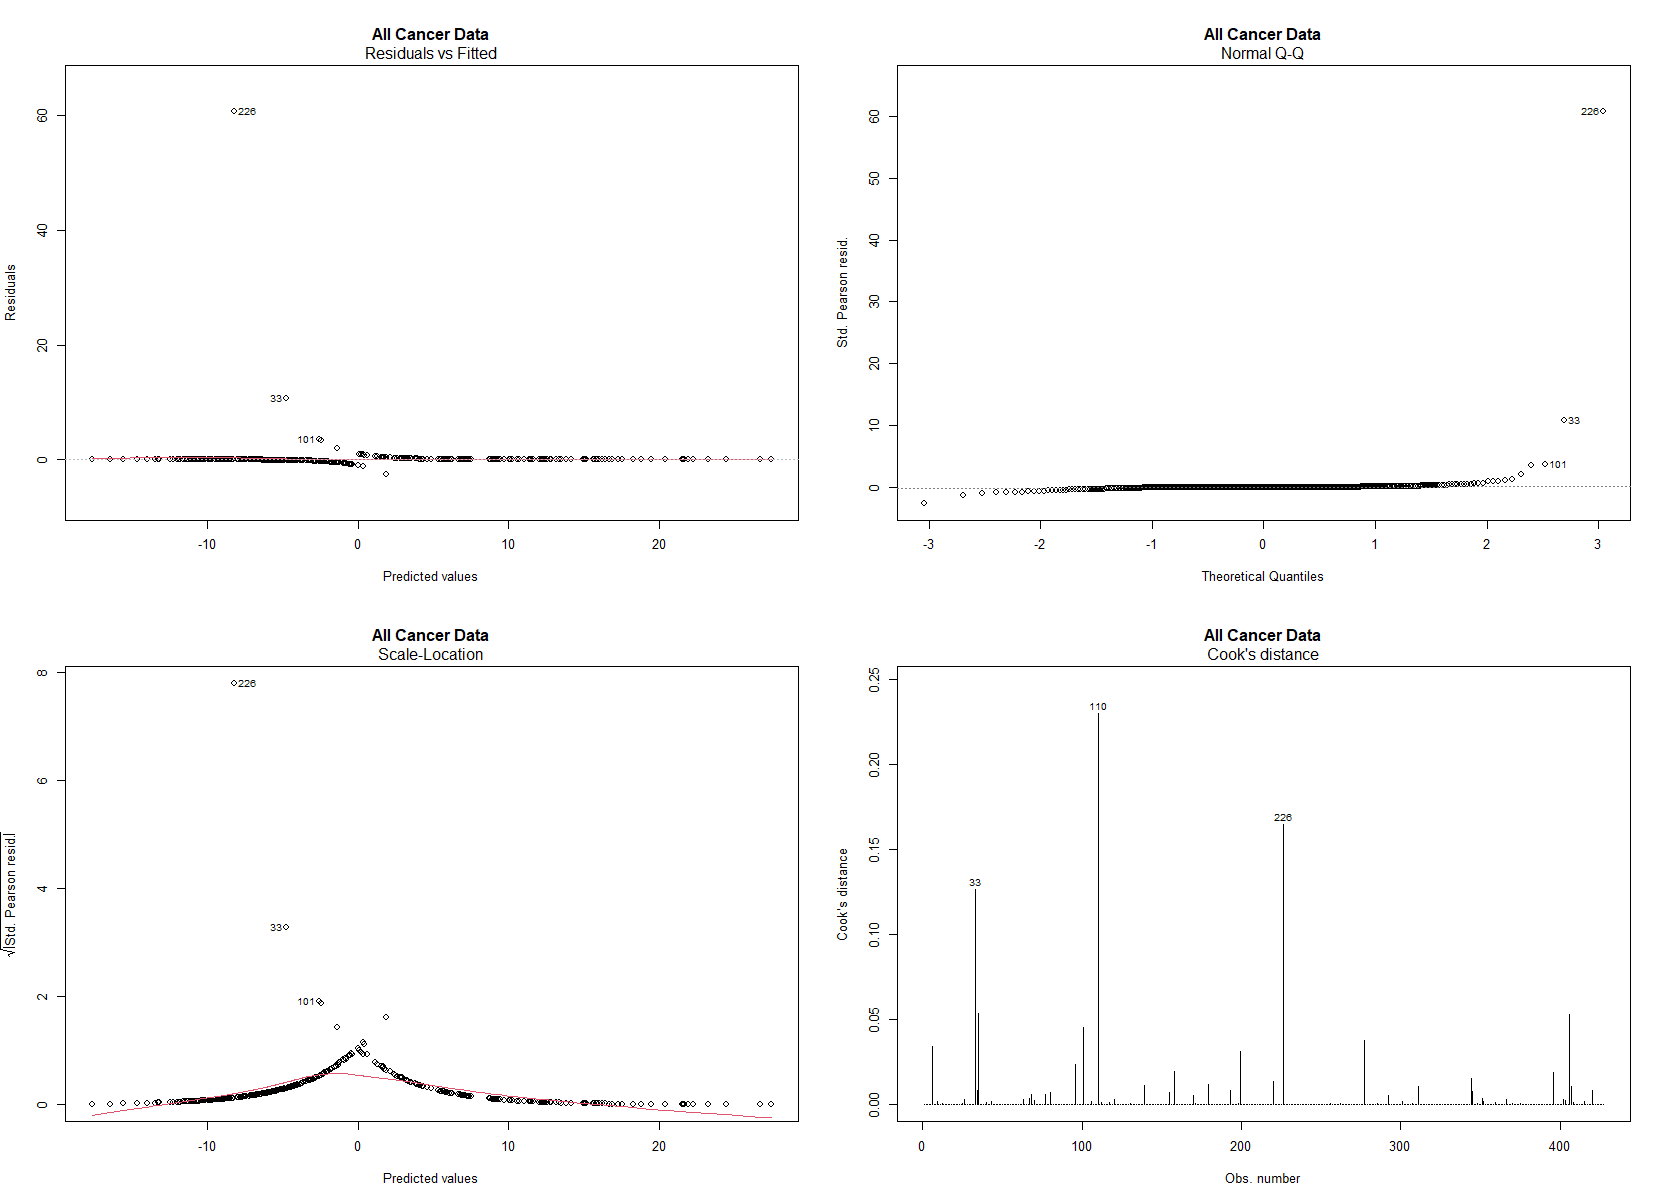 All Cancer Data
Residuals vs Fitted
Residuals
60
40
20
0
226
33
101
-10 0 10 20
Predicted values
All Cancer Data
Normal Q-Q
Std. Pearson resid.
60
50
40
30
20
10
0
226
33
101
-3 -2 -1 0 1 2 3
Theoretical Quantiles
All Cancer Data
Scale-Location
√|Std. Pearson resid.|
8
6
4
2
0
226
33
101
-10 0 10 20
Predicted values
All Cancer Data
Cook's distance
Cook's distance
0.25
0.20
0.15
0.10
0.05
0.00
110
226
33
0 100 200 300 400
Obs. number